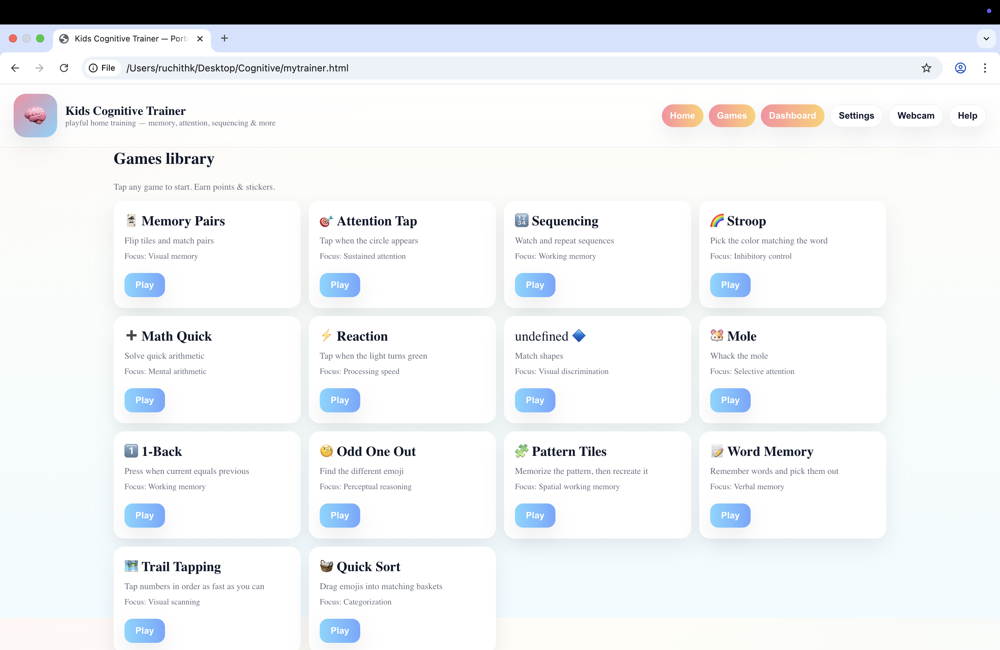 Kids Cognitive Trainer — Porta
File /Users/ruchithk/Desktop/Cognitive/mytrainer.html
Kids Cognitive Trainer
playful home training — memory, attention, sequencing & more
Home Games Dashboard Settings Webcam Help
Games library
Tap any game to start. Earn points & stickers.
Memory Pairs
Flip tiles and match pairs
Focus: Visual memory
Play
Attention Tap
Tap when the circle appears
Focus: Sustained attention
Play
1234 Sequencing
Watch and repeat sequences
Focus: Working memory
Play
Stroop
Pick the color matching the word
Focus: Inhibitory control
Play
Math Quick
Solve quick arithmetic
Focus: Mental arithmetic
Play
Reaction
Tap when the light turns green
Focus: Processing speed
Play
undefined
Match shapes
Focus: Visual discrimination
Play
Mole
Whack the mole
Focus: Selective attention
Play
1 1-Back
Press when current equals previous
Focus: Working memory
Play
Odd One Out
Find the different emoji
Focus: Perceptual reasoning
Play
Pattern Tiles
Memorize the pattern, then recreate it
Focus: Spatial working memory
Play
Word Memory
Remember words and pick them out
Focus: Verbal memory
Play
Trail Tapping
Tap numbers in order as fast as you can
Focus: Visual scanning
Play
Quick Sort
Drag emojis into matching baskets
Focus: Categorization
Play